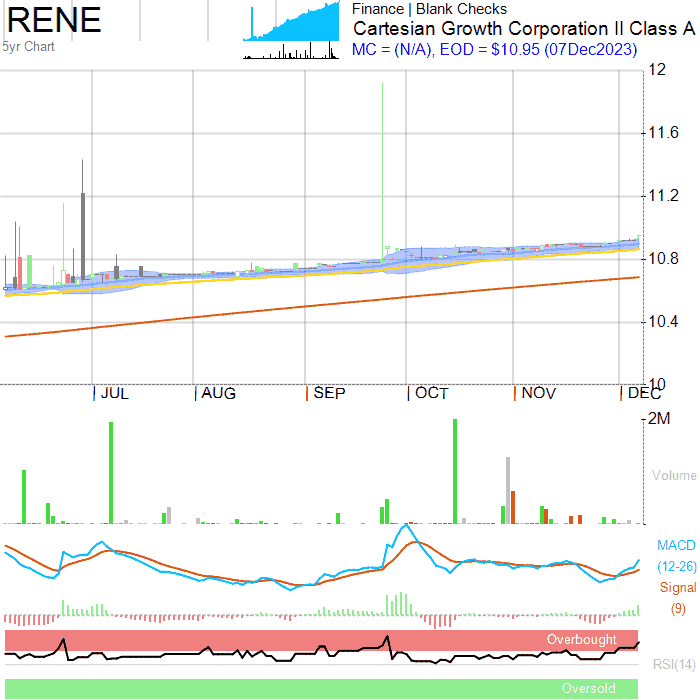 RENE
5yr Chart
Finance | Blank Checks
Cartesian Growth Corporation II Class A
MC = (N/A), EOD = $10.95 (07Dec2023)
12
11.6
11.2
10.8
10.4
10
JUL AUG SEP OCT NOV DEC
2M
Volume
MACD
(12-26)
Signal
(9)
Overbought
RSI(14)
Oversold